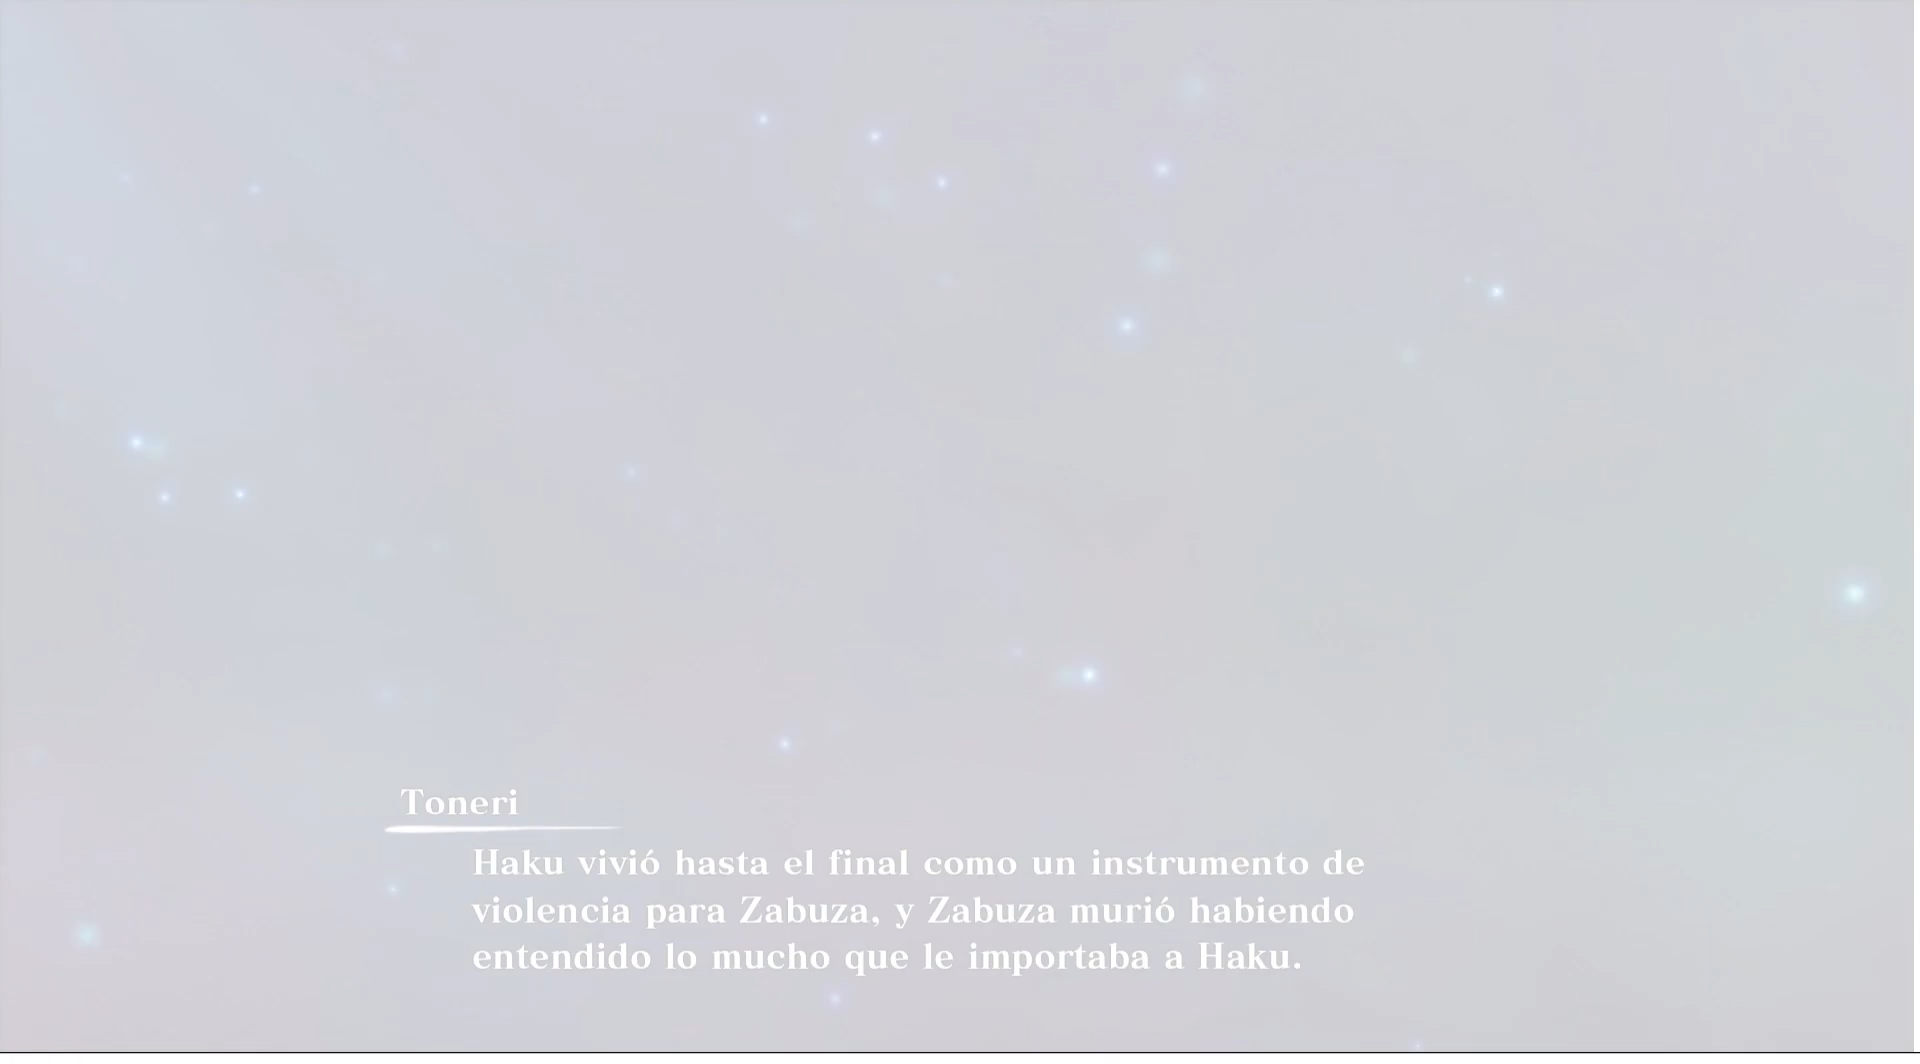 Toneri
Haku vivió hasta el final como un instrumento de
violencia para Zabuza, y Zabuza murió habiendo
entendido lo mucho que le importaba a Haku.